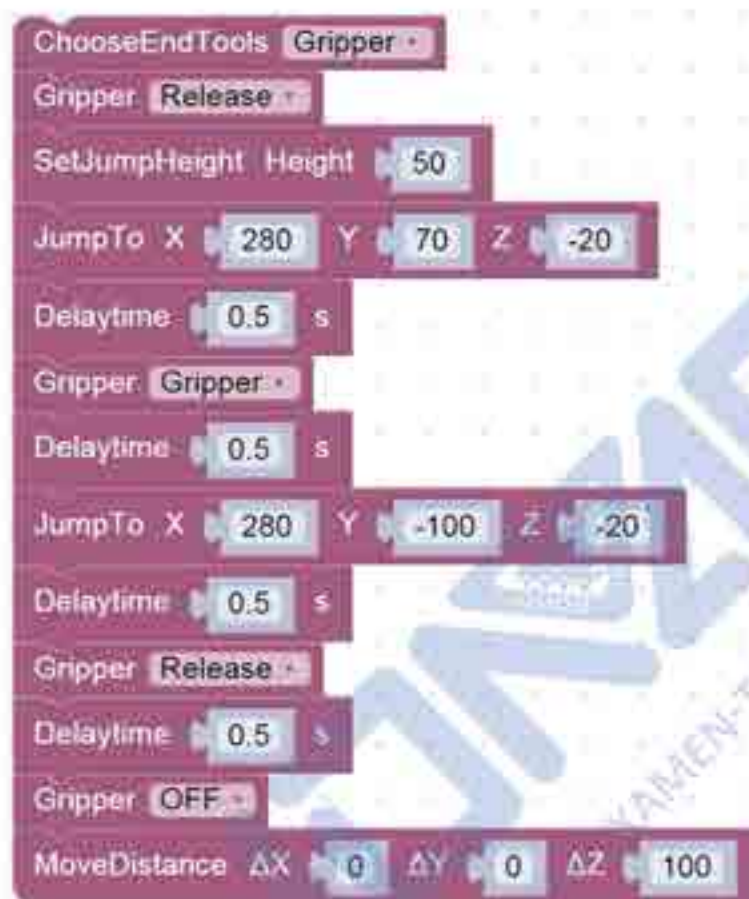 ChooseEndTools Gripper
Gripper Release
SetJumpHeight Height 50
JumpTo X 280 Y 70 Z -20
Delaytime 0.5 s
Gripper Gripper
Delaytime 0.5 s
JumpTo X 280 Y -100 Z -20
Delaytime 0.5 s
Gripper Release
Delaytime 0.5 s
Gripper OFF
MoveDistance ΔX 0 ΔY 0 ΔZ 100